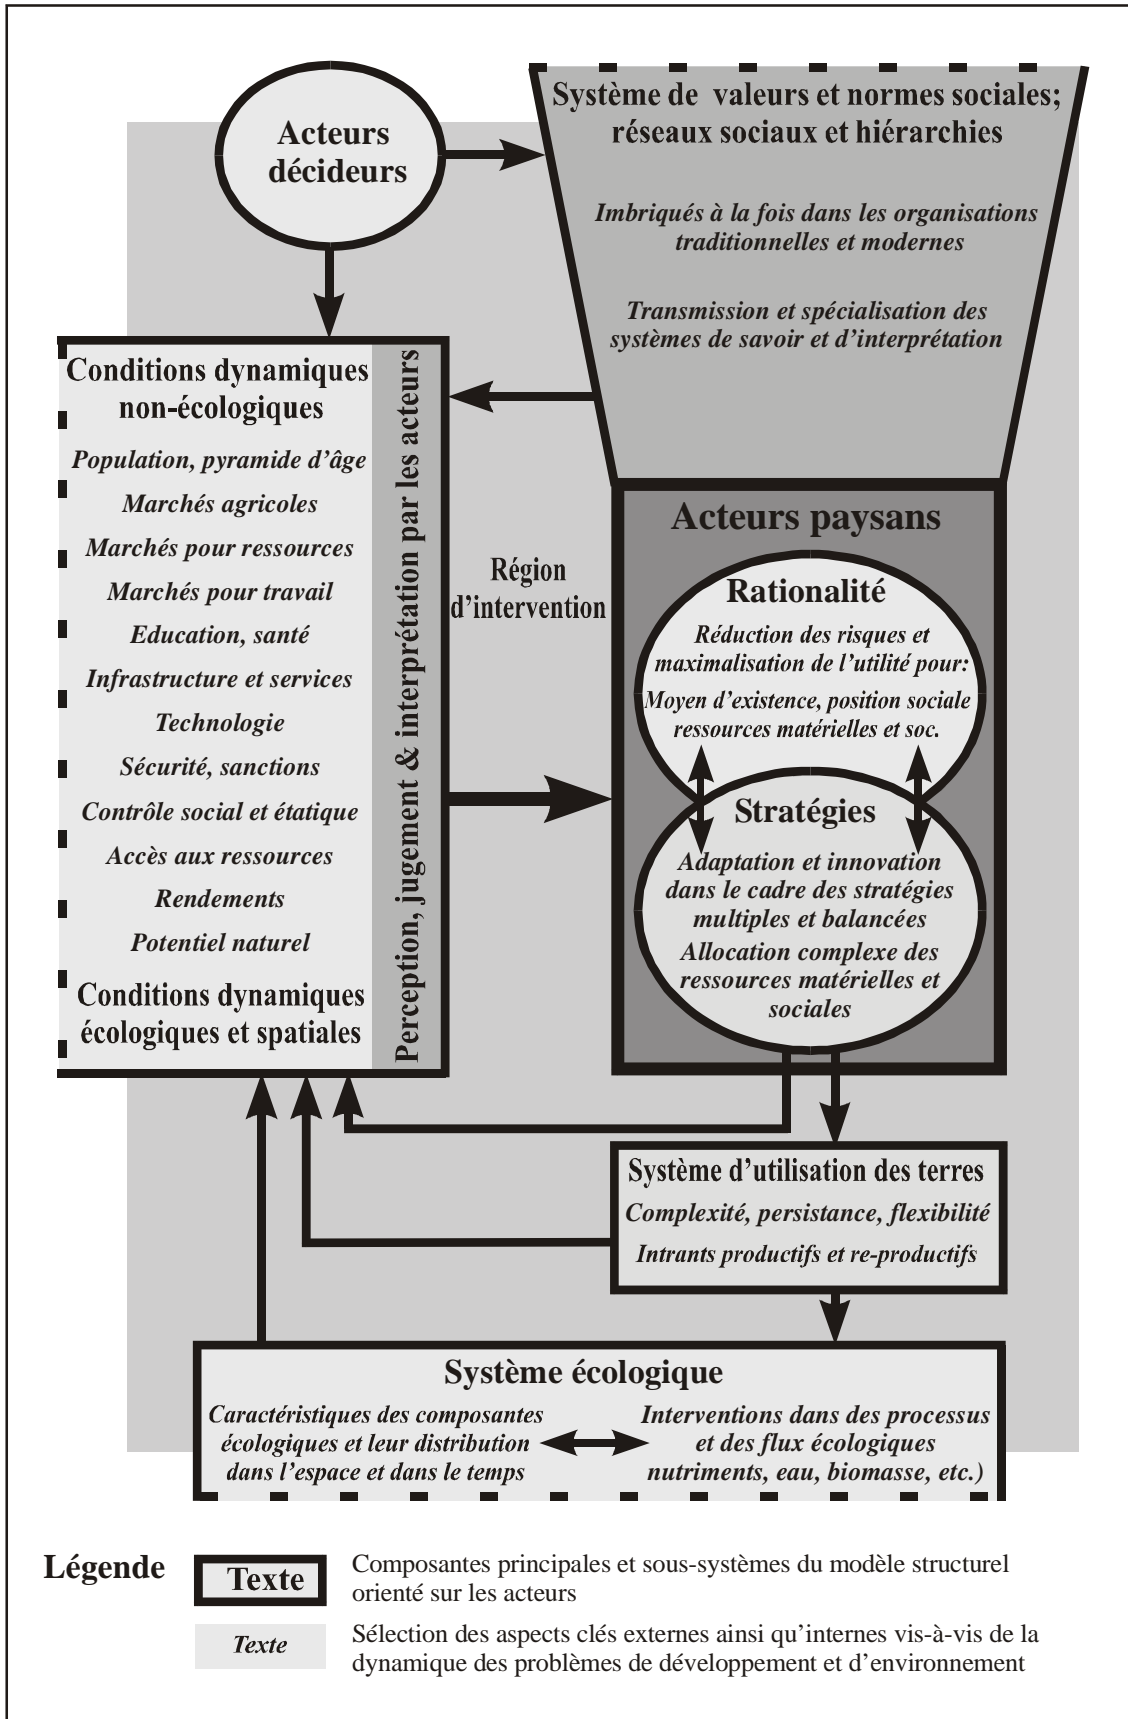 Acteurs
décideurs
Système de valeurs et normes sociales;
réseaux sociaux et hiérarchies
Imbriqués à la fois dans les organisations
traditionnelles et modernes
Transmission et spécialisation des
systèmes de savoir et d’interprétation
Conditions dynamiques
non-écologiques
Population, pyramide d’âge
Marchés agricoles
Marchés pour ressources
Marchés pour travail
Education, santé
Infrastructure et services
Technologie
Sécurité, sanctions
Contrôle social et étatique
Accès aux ressources
Rendements
Potentiel naturel
Conditions dynamiques
écologiques et spatiales
Perception, jugement & interprétation par les acteurs
Région
d’intervention
Acteurs paysans
Rationalité
Réduction des risques et
maximalisation de l’utilité pour:
Moyen d’existence, position sociale
ressources matérielles et soc.
Stratégies
Adaptation et innovation
dans le cadre des stratégies
multiples et balancées
Allocation complexe des
ressources matérielles et
sociales
Système d’utilisation des terres
Complexité, persistance, flexibilité
Intrants productifs et re-productifs
Système écologique
Caractéristiques des composantes
écologiques et leur distribution
dans l’espace et dans le temps
Interventions dans des processus
et des flux écologiques
nutriments, eau, biomasse, etc.)
Légende
Texte
Composantes principales et sous-systèmes du modèle structurel
orienté sur les acteurs
Texte
Sélection des aspects clés externes ainsi qu’internes vis-à-vis de la
dynamique des problèmes de développement et d’environnement